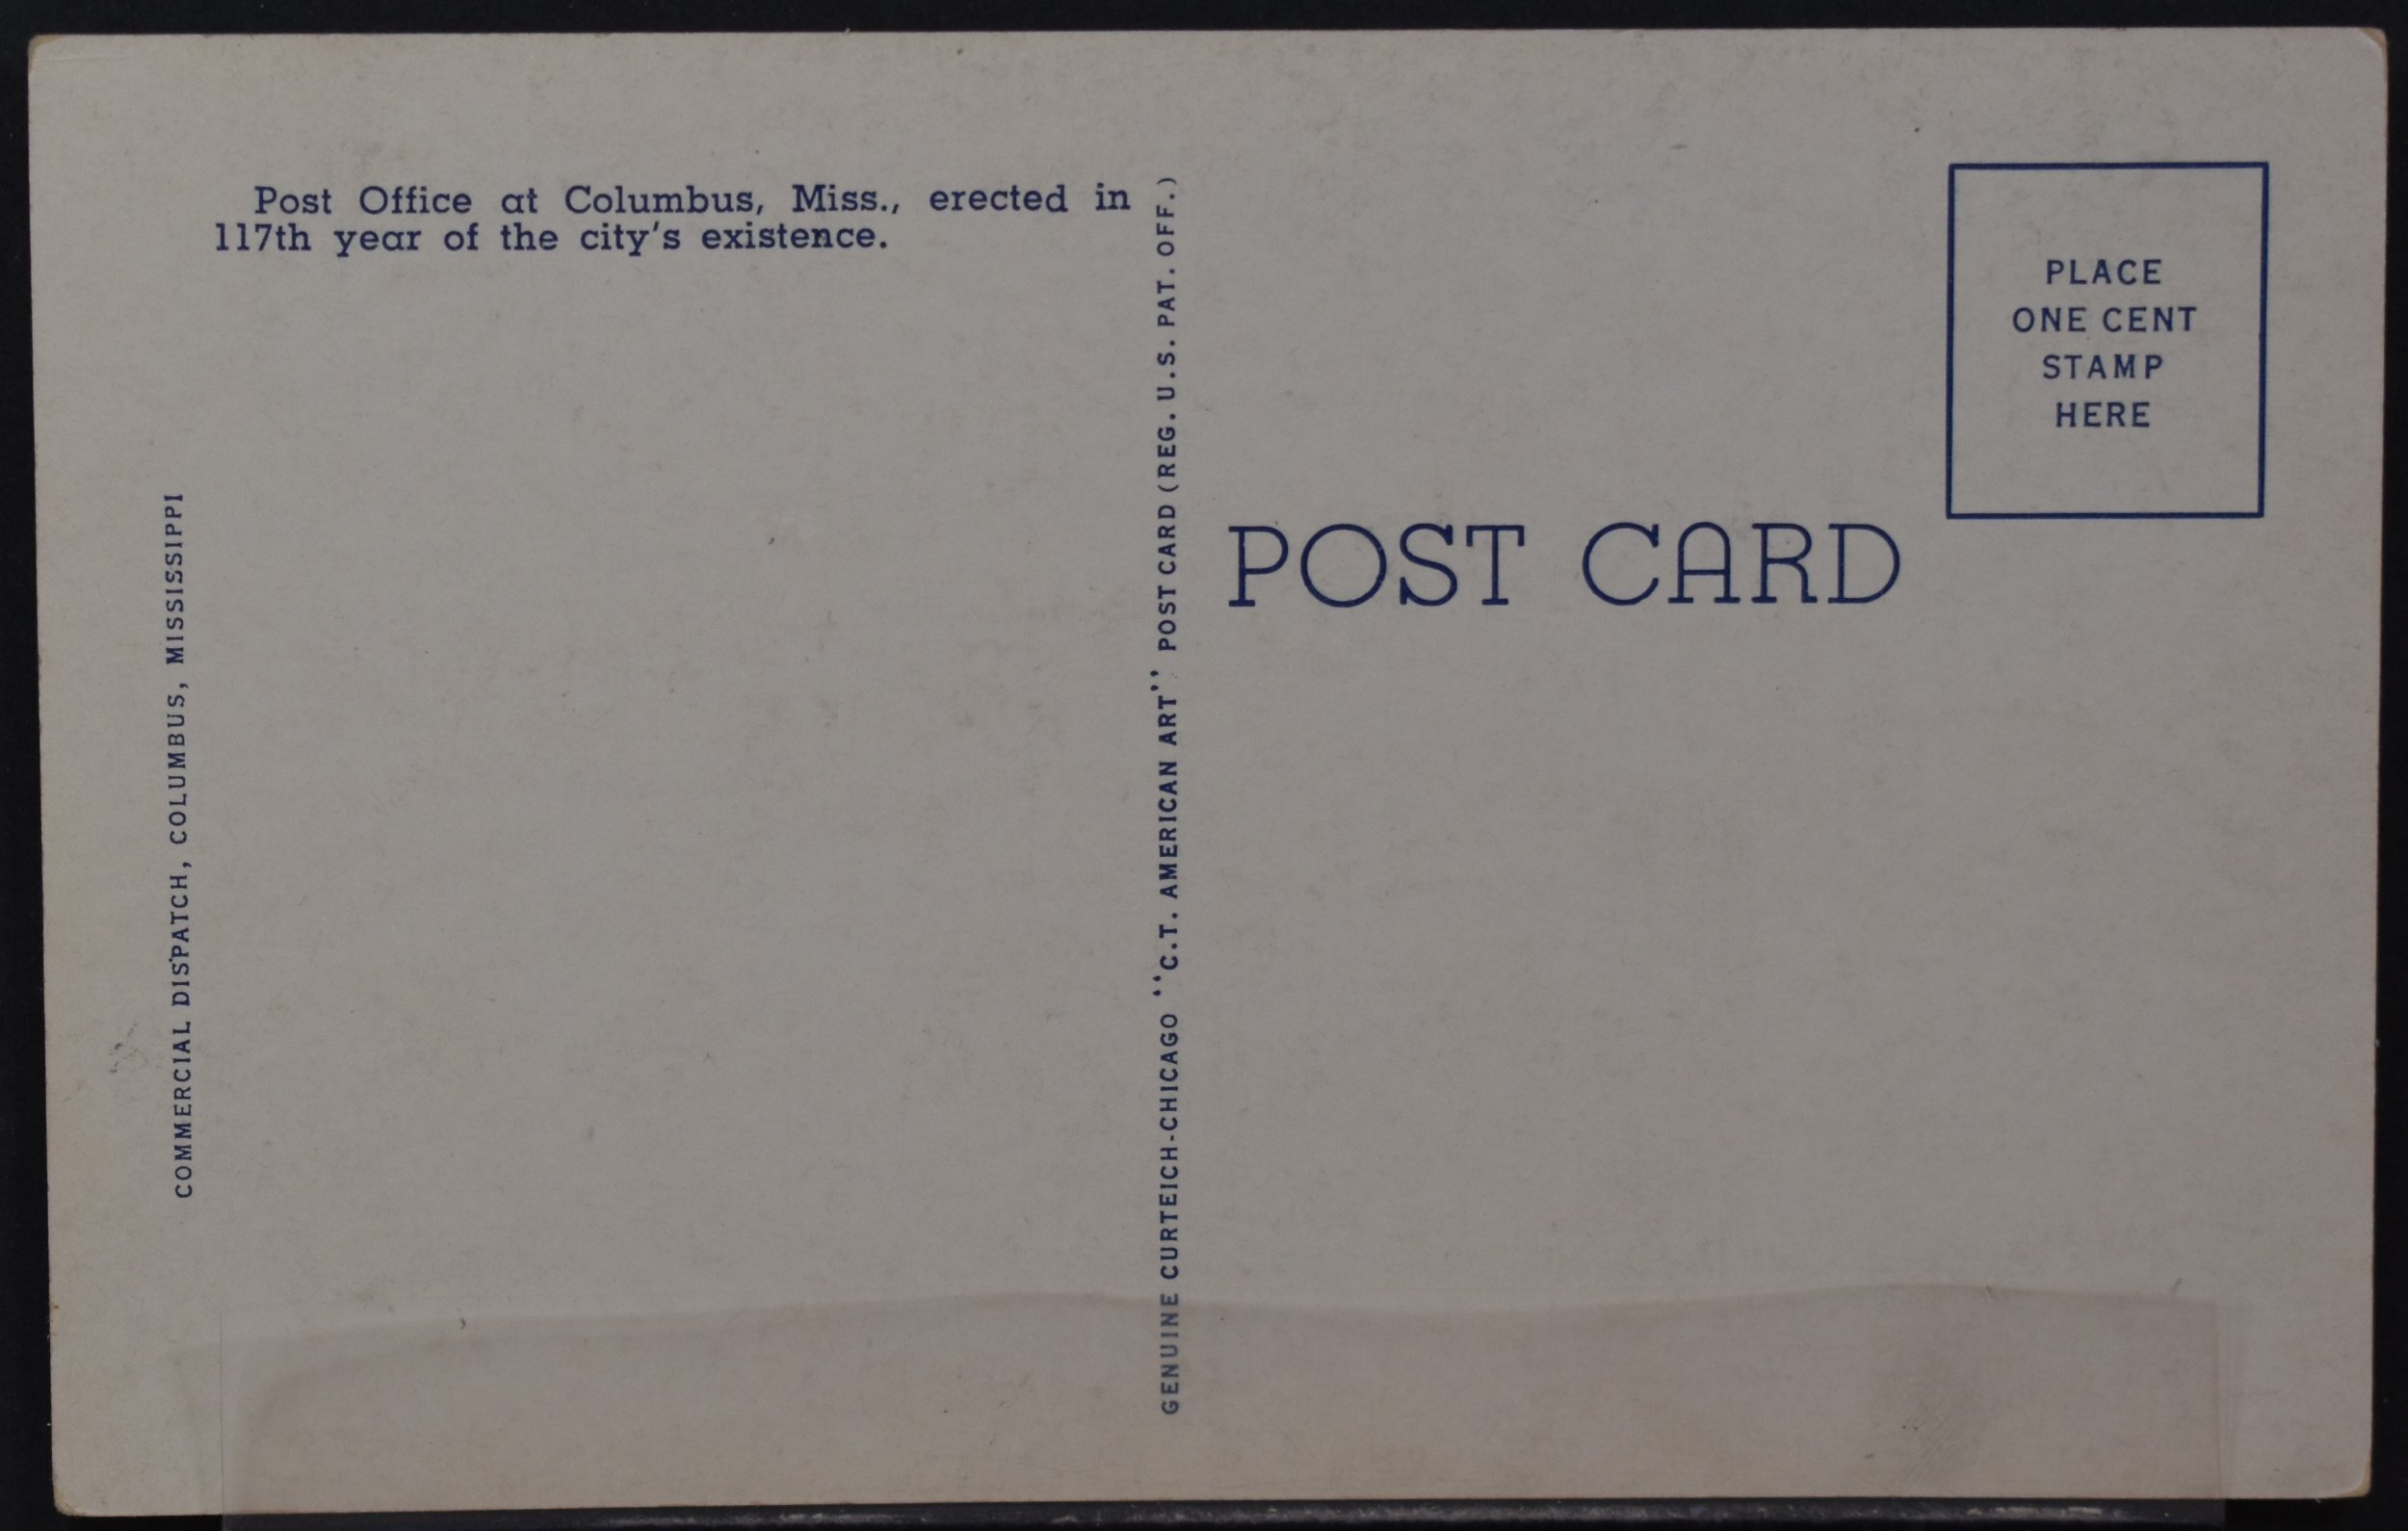 Post Office at Columbus, Miss., erected in
117th year of the city's existence.
COMMERCIAL DISPATCH, COLUMBUS, MISSISSIPPI
GENUINE CURTEICH-CHICAGO "C.T. AMERICAN ART" POST CARD (REG. U.S. PAT. OFF.)
POST CARD
PLACE
ONE CENT
STAMP
HERE